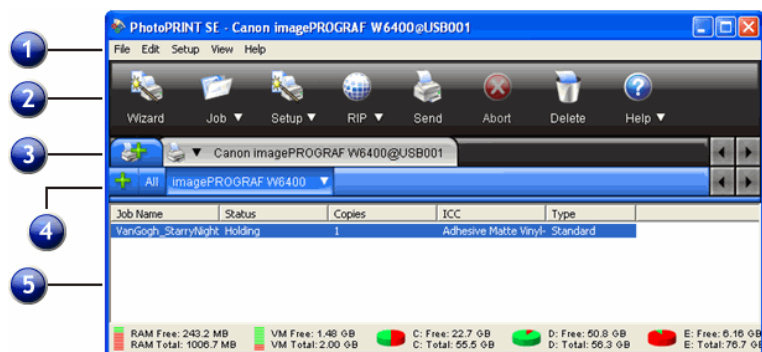 PhotoPRINT SE - Canon imagePROGRAF W6400@USB001
1 File Edit Setup View Help
2 Wizard Job Setup RIP Send Abort Delete Help
3 Canon imagePROGRAF W6400@USB001
4 All imagePROGRAF W6400
Job Name Status Copies ICC Type
VanGogh_StarryNight Holding 1 Adhesive Matte Vinyl- Standard
5
RAM Free: 243.2 MB VM Free: 1.48 GB C: Free: 22.7 GB D: Free: 50.8 GB E: Free: 6.16 GB
RAM Total: 1006.7 MB VM Total: 2.00 GB C: Total: 55.5 GB D: Total: 56.3 GB E: Total: 76.7 GB